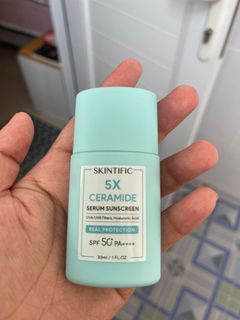 SKINTIFIC
5X
CERAMIDE
SERUM SUNSCREEN
UVA/UVB Filters, Hyaluronic Acid
REAL PROTECTION
SPF 50+ PA++++
30ml / 1 FL.OZ